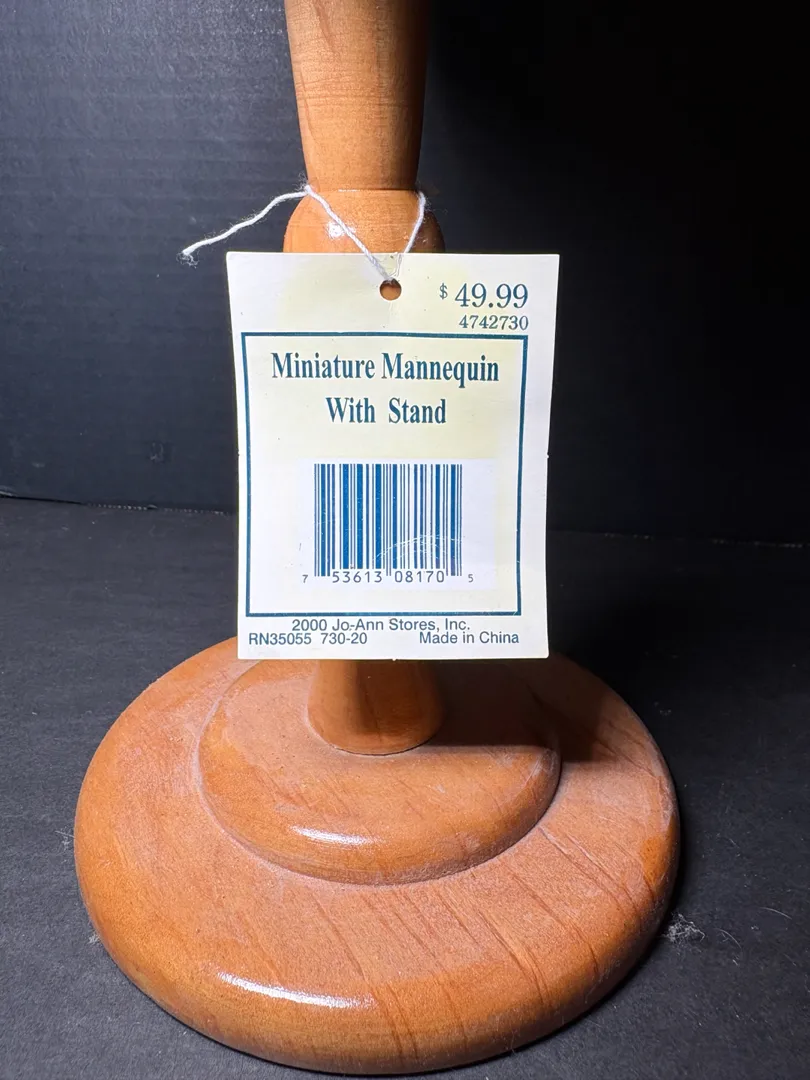 $ 49.99
4742730
Miniature Mannequin
With Stand
7 53613 08170 5
2000 Jo-Ann Stores, Inc.
RN35055 730-20 Made in China